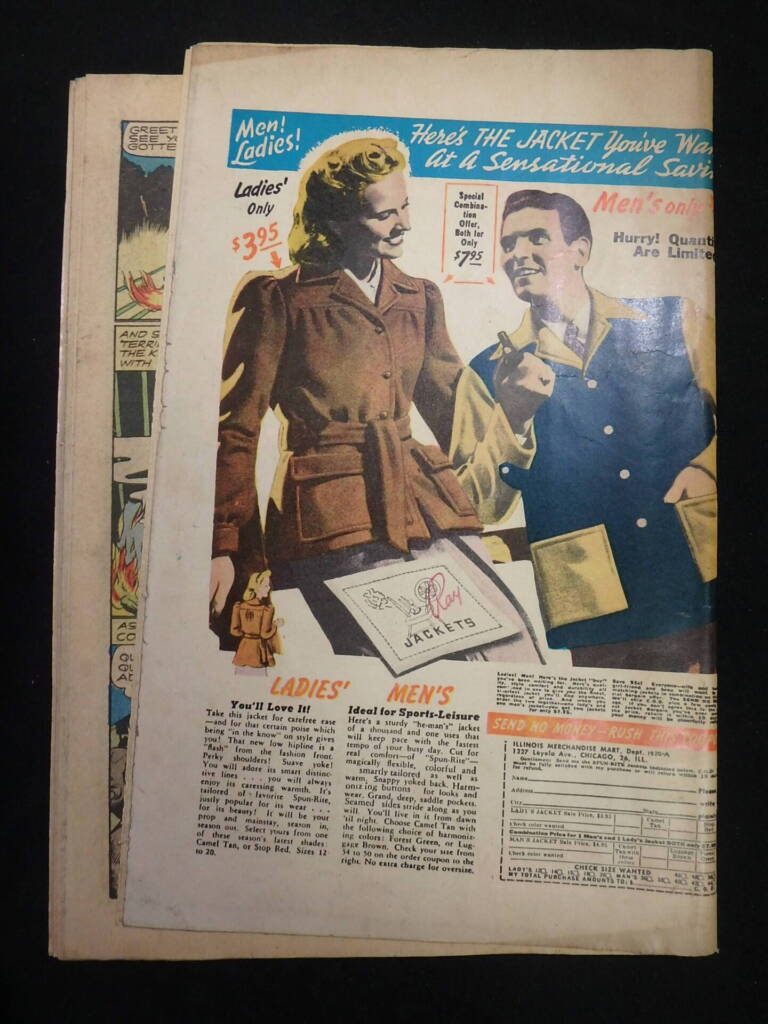 GREET
SEE Y
GOTTE
AND S
TERRI
THE K
WITH
AS
CO
QU
QU
Men!
Ladies!
Here's THE JACKET You've Wan
At A Sensational Savin
Ladies'
Only
$3.95
Special
Combina-
tion
Offer,
Both for
Only
$7.95
Men's only
Hurry! Quanti
Are Limited
Ray
JACKETS
LADIES'
You'll Love It!
Take this jacket for carefree ease
—and for that certain poise which
being "in the know" on style gives
you! That new low hipline is a
"flash" from the fashion front.
Perky shoulders! Suave yoke!
You will adore its smart distinc-
tive lines . . . you will always
enjoy its caressing warmth. It's
tailored of favorite Spun-Rite,
justly popular for its wear . . .
for its beauty! It will be your
prop and mainstay, season in,
season out. Select yours from one
of these season's latest shades:
Camel Tan, or Stop Red. Sizes 12
to 20.
MEN'S
Ideal for Sports-Leisure
Here's a sturdy "he-man's" jacket
of a thousand and one uses that
will keep pace with the fastest
tempo of your busy day. Cut for
real comfort—of "Spun-Rite"—
magically flexible, colorful and
smartly tailored as well as
warm. Snappy yoked back. Harm-
onizing buttons for looks and
wear. Grand, deep, saddle pockets.
Seamed sides stride along as you
will. You'll live in it from dawn
'til night. Choose Camel Tan with
the following choice of harmoniz-
ing colors: Forest Green, or Lug-
gage Brown. Check your size from
34 to 50 on the order coupon to the
right. No extra charge for oversize.
SEND NO MONEY—RUSH THIS
ILLINOIS MERCHANDISE MART, Dept.
1227 Loyola Ave., CHICAGO, 26, ILL.
Name
Address
Please
City
State
write
LADY'S JACKET Sale Price, $3.95
Camel
Tan
Check color wanted
Combination Price for 1 Man's and 1 Lady's Jacket BOTH only $7.95
MAN'S JACKET Sale Price, $4.95
Check color wanted
CHECK SIZE WANTED
MY TOTAL PURCHASE AMOUNTS TO: $